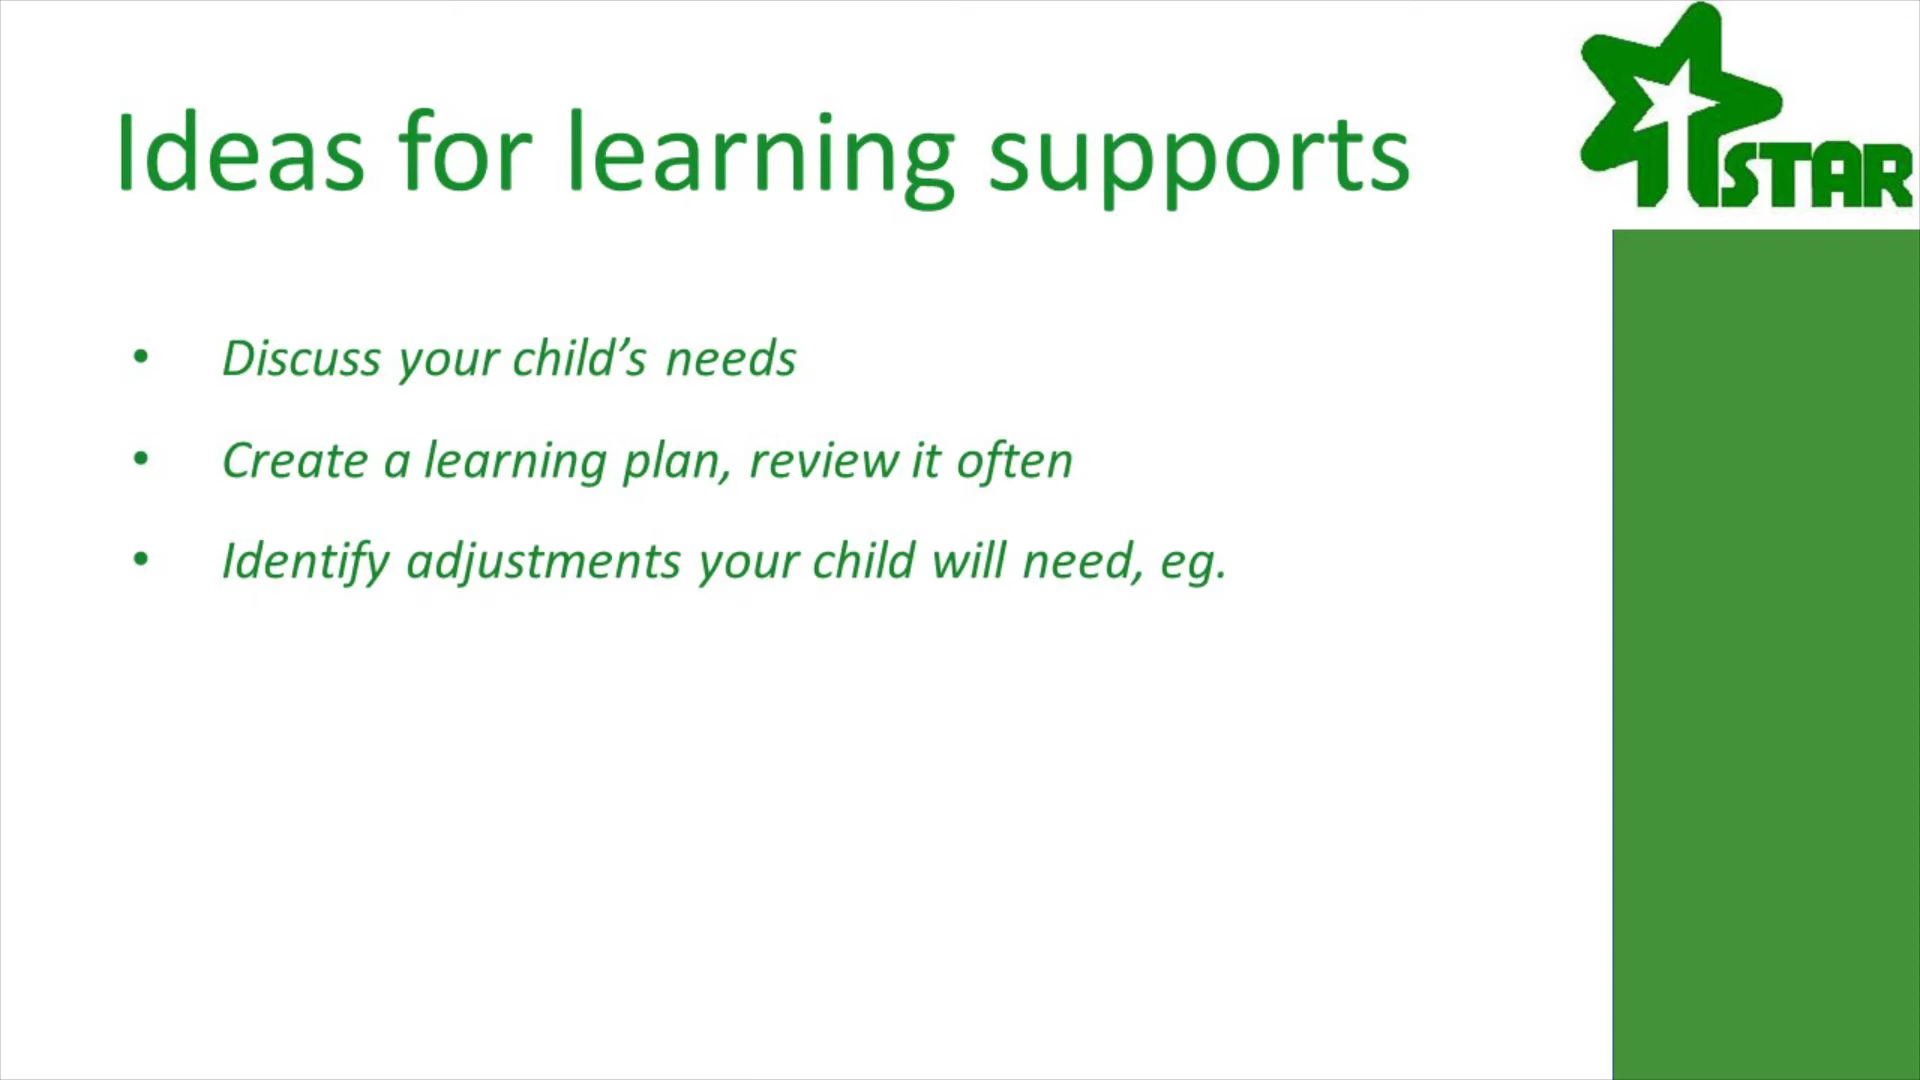 Ideas for learning supports
STAR
• Discuss your child’s needs
• Create a learning plan, review it often
• Identify adjustments your child will need, eg.